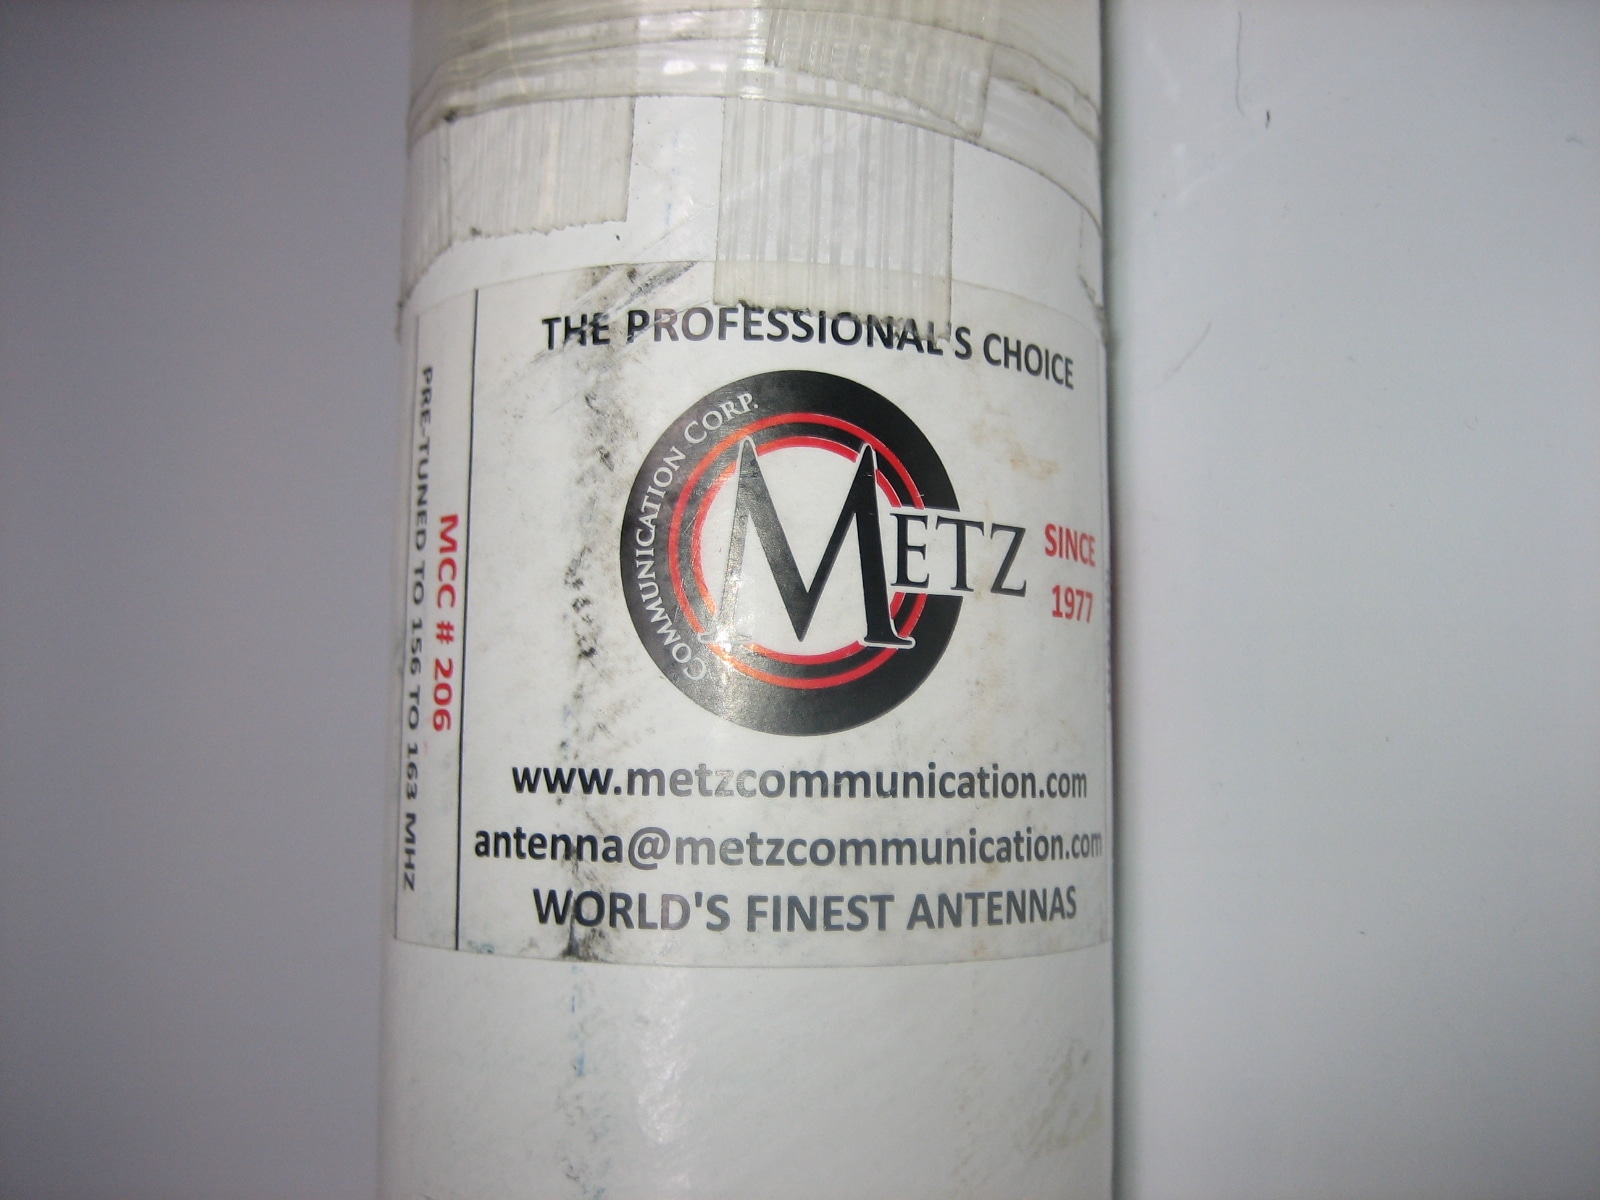 THE PROFESSIONAL'S CHOICE
COMMUNICATION CORP.
METZ
SINCE
1977
www.metzcommunication.com
antenna@metzcommunication.com
WORLD'S FINEST ANTENNAS
MCC # 206
PRE-TUNED TO 156 TO 163 MHZ